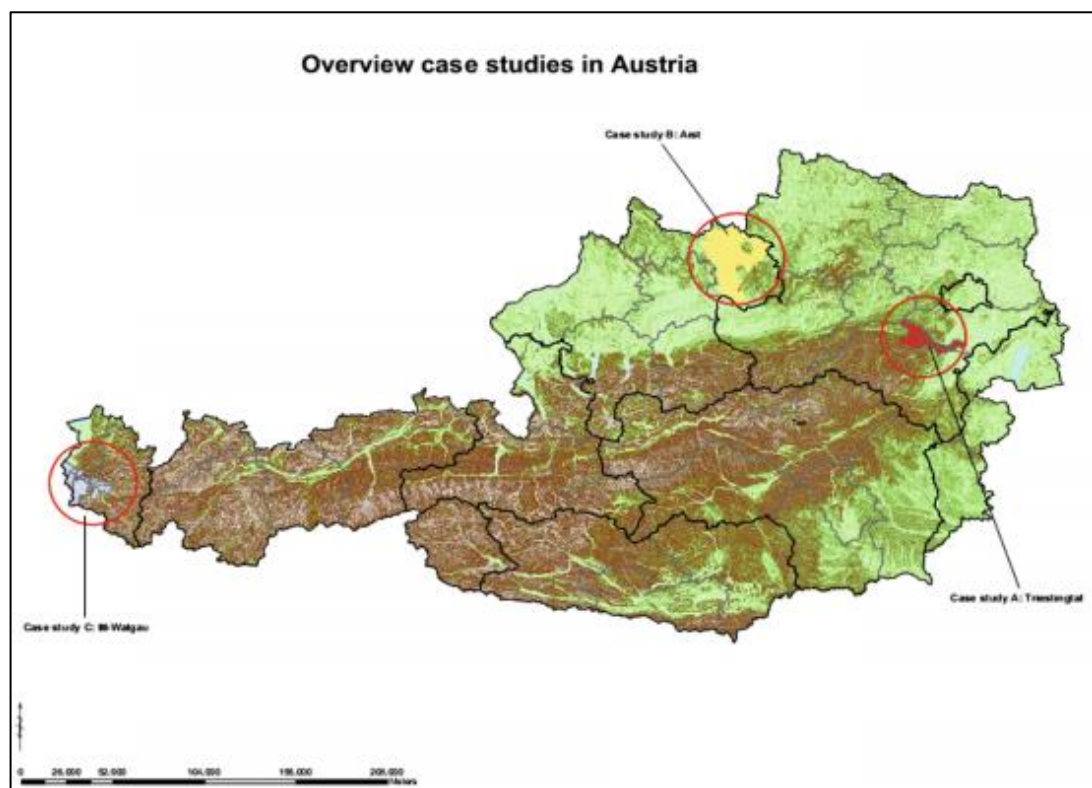 Overview case studies in Austria
Case study B: Aist
Case study A: Triestingtal
Case study C: Ill-Walgau
0 26.000 52.000 104.000 156.000 208.000
Meters